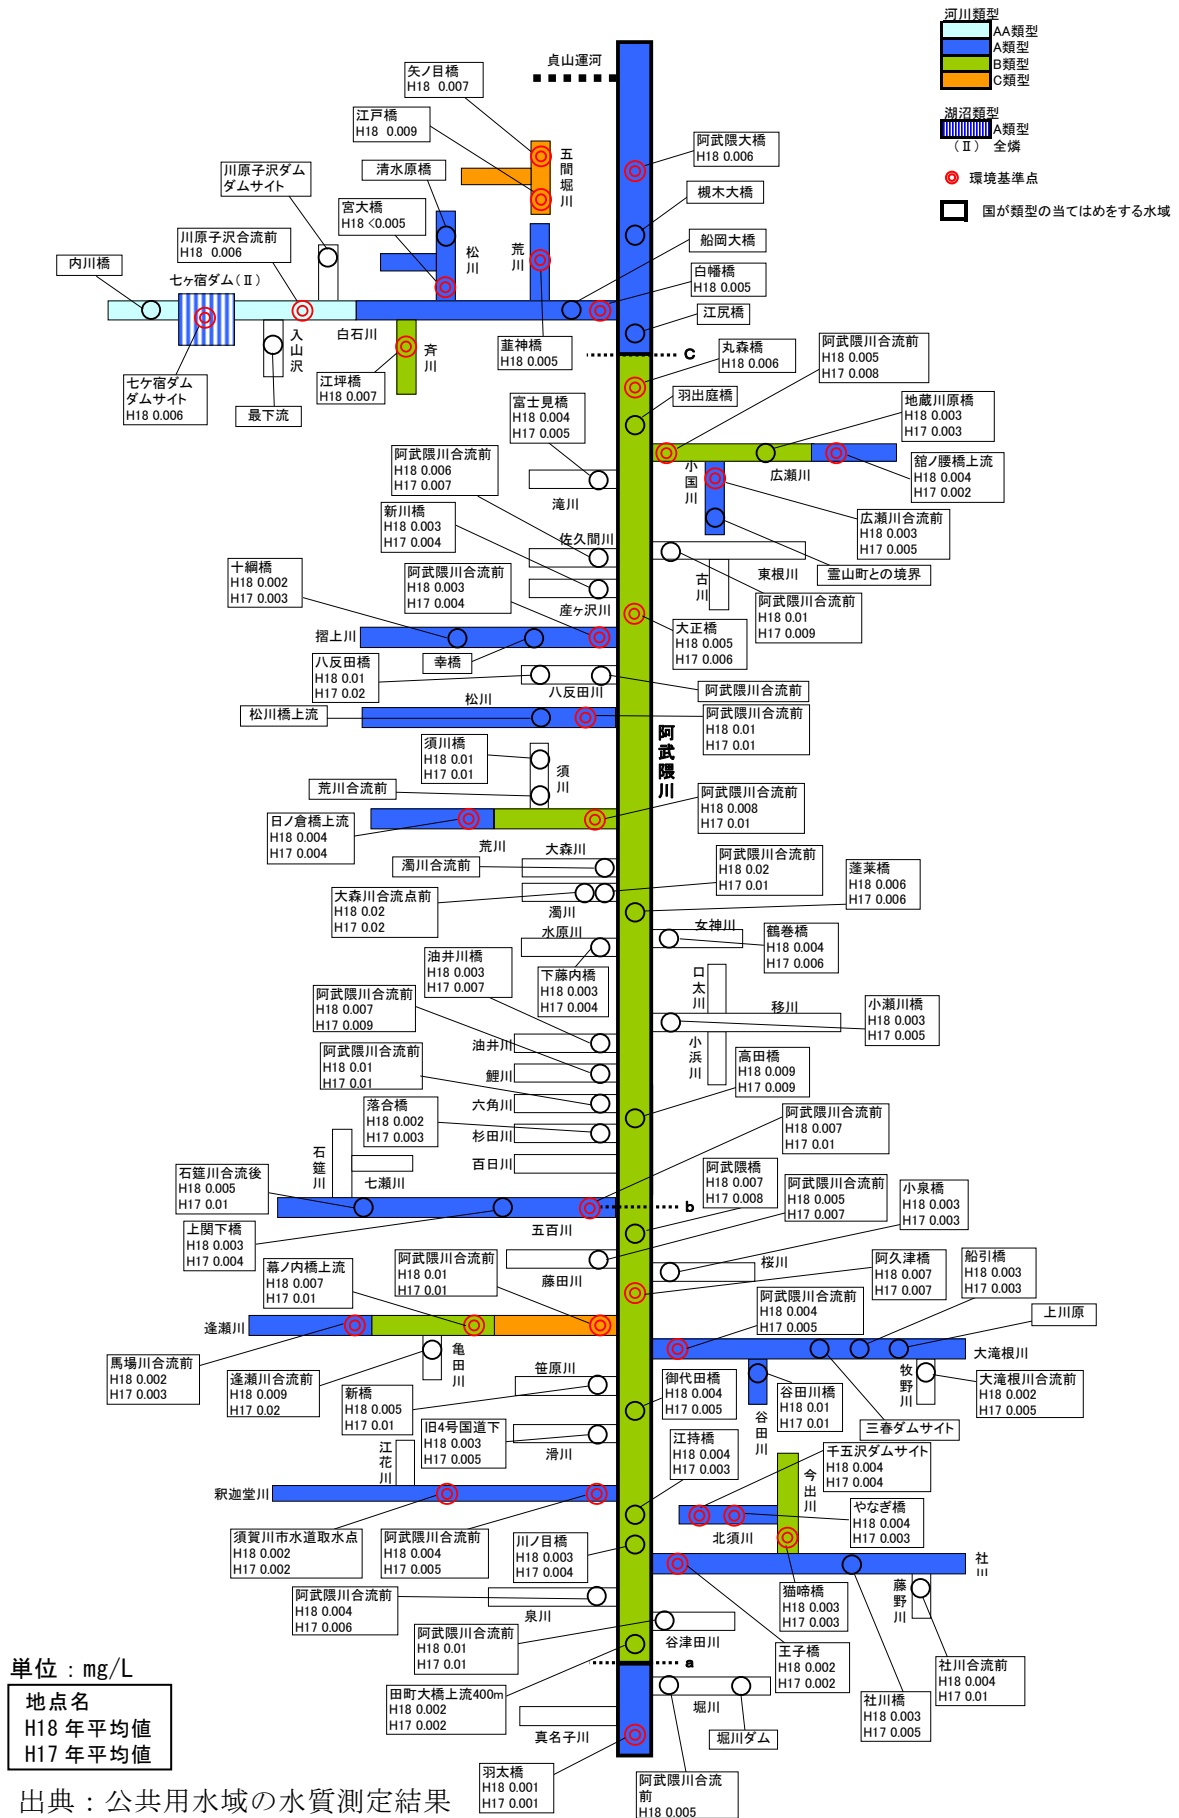 河川類型
AA類型
A類型
B類型
C類型
湖沼類型
A類型
(Ⅱ) 全燐
環境基準点
国が類型の当てはめをする水域
貞山運河
矢ノ目橋
H18 0.007
江戸橋
H18 0.009
五間堀川
清水原橋
川原子沢ダム
ダムサイト
宮大橋
H18 <0.005
川原子沢合流前
H18 0.006
内川橋
七ヶ宿ダム(Ⅱ)
松川
荒川
阿武隈大橋
H18 0.006
槻木大橋
船岡大橋
白幡橋
H18 0.005
江尻橋
白石川
入山沢
斉川
韮神橋
H18 0.005
七ケ宿ダム
ダムサイト
H18 0.006
最下流
江坪橋
H18 0.007
c
丸森橋
H18 0.006
羽出庭橋
阿武隈川合流前
H18 0.005
H17 0.008
地蔵川原橋
H18 0.003
H17 0.003
富士見橋
H18 0.004
H17 0.005
滝川
小国川
広瀬川
舘ノ腰橋上流
H18 0.004
H17 0.002
阿武隈川合流前
H18 0.006
H17 0.007
新川橋
H18 0.003
H17 0.004
佐久間川
広瀬川合流前
H18 0.003
H17 0.005
霊山町との境界
東根川
古川
阿武隈川合流前
H18 0.01
H17 0.009
十綱橋
H18 0.002
H17 0.003
阿武隈川合流前
H18 0.003
H17 0.004
産ヶ沢川
大正橋
H18 0.005
H17 0.006
摺上川
幸橋
八反田橋
H18 0.01
H17 0.02
八反田川
阿武隈川合流前
松川
松川橋上流
阿武隈川合流前
H18 0.01
H17 0.01
阿武隈川
須川橋
H18 0.01
H17 0.01
須川
荒川合流前
阿武隈川合流前
H18 0.008
H17 0.01
日ノ倉橋上流
H18 0.004
H17 0.004
荒川
大森川
濁川合流前
阿武隈川合流前
H18 0.02
H17 0.01
蓬莱橋
H18 0.006
H17 0.006
大森川合流点前
H18 0.02
H17 0.02
濁川
水原川
女神川
鶴巻橋
H18 0.004
H17 0.006
油井川橋
H18 0.003
H17 0.007
下藤内橋
H18 0.003
H17 0.004
口太川
移川
小浜川
小瀬川橋
H18 0.003
H17 0.005
阿武隈川合流前
H18 0.007
H17 0.009
油井川
阿武隈川合流前
H18 0.01
H17 0.01
鯉川
高田橋
H18 0.009
H17 0.009
落合橋
H18 0.002
H17 0.003
六角川
杉田川
百日川
阿武隈川合流前
H18 0.007
H17 0.01
石筵川
七瀬川
石筵川合流後
H18 0.005
H17 0.01
阿武隈橋
H18 0.007
H17 0.008
阿武隈川合流前
H18 0.005
H17 0.007
小泉橋
H18 0.003
H17 0.003
b
五百川
上関下橋
H18 0.003
H17 0.004
藤田川
桜川
幕ノ内橋上流
H18 0.007
H17 0.01
阿武隈川合流前
H18 0.01
H17 0.01
阿久津橋
H18 0.007
H17 0.007
船引橋
H18 0.003
H17 0.003
阿武隈川合流前
H18 0.004
H17 0.005
上川原
逢瀬川
亀田川
大滝根川
馬場川合流前
H18 0.002
H17 0.003
逢瀬川合流前
H18 0.009
H17 0.02
笹原川
新橋
H18 0.005
H17 0.01
御代田橋
H18 0.004
H17 0.005
谷田川
谷田川橋
H18 0.01
H17 0.01
牧野川
大滝根川合流前
H18 0.002
H17 0.005
三春ダムサイト
旧4号国道下
H18 0.003
H17 0.005
滑川
江花川
江持橋
H18 0.004
H17 0.003
千五沢ダムサイト
H18 0.004
H17 0.004
今出川
釈迦堂川
やなぎ橋
H18 0.004
H17 0.003
北須川
須賀川市水道取水点
H18 0.002
H17 0.002
阿武隈川合流前
H18 0.004
H17 0.005
川ノ目橋
H18 0.003
H17 0.004
社川
藤野川
猫啼橋
H18 0.003
H17 0.003
阿武隈川合流前
H18 0.004
H17 0.006
泉川
阿武隈川合流前
H18 0.01
H17 0.01
谷津田川
王子橋
H18 0.002
H17 0.002
社川合流前
H18 0.004
H17 0.01
社川橋
H18 0.003
H17 0.005
a
田町大橋上流400m
H18 0.002
H17 0.002
堀川
堀川ダム
真名子川
羽太橋
H18 0.001
H17 0.001
阿武隈川合流
前
H18 0.005
単位：mg/L
地点名
H18 年平均値
H17 年平均値
出典：公共用水域の水質測定結果